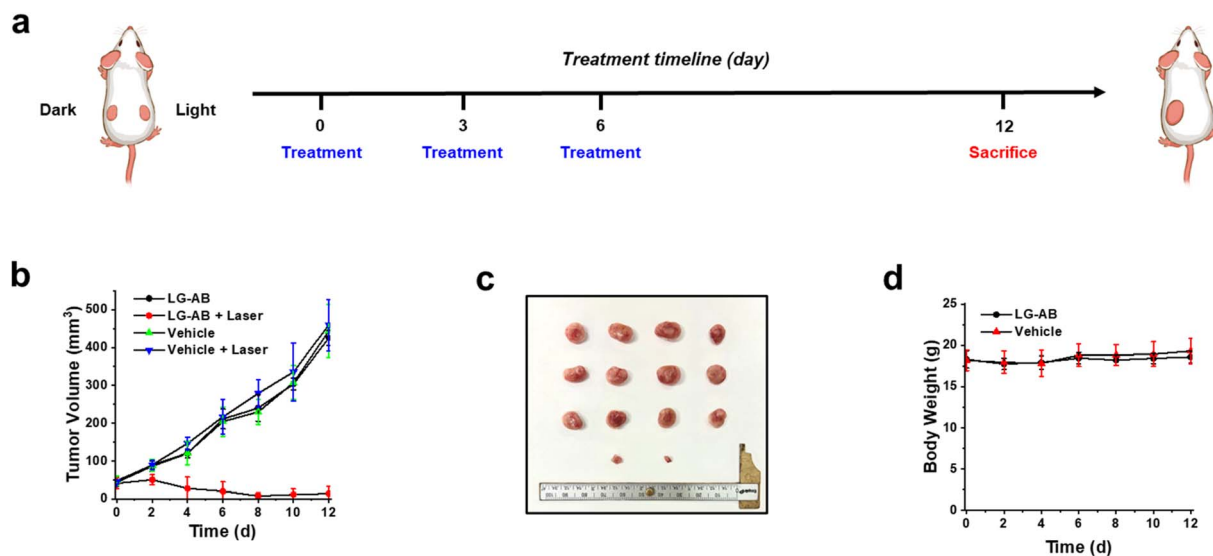 a
Treatment timeline (day)
Dark
Light
0
3
6
12
Treatment
Treatment
Treatment
Sacrifice
b
LG-AB
LG-AB + Laser
Vehicle
Vehicle + Laser
Tumor Volume (mm³)
500
400
300
200
100
0
0 2 4 6 8 10 12
Time (d)
c
d
LG-AB
Vehicle
Body Weight (g)
25
20
15
10
5
0
0 2 4 6 8 10 12
Time (d)